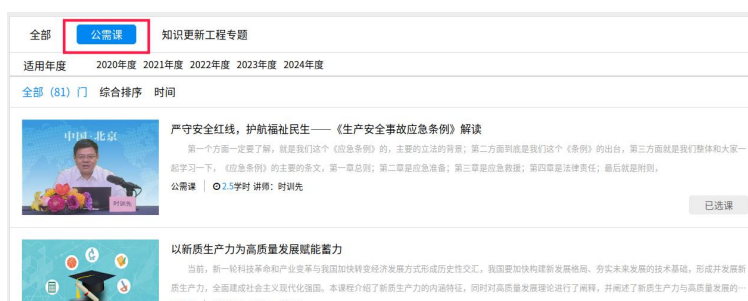 全部 公需课 知识更新工程专题
适用年度 2020年度 2021年度 2022年度 2023年度 2024年度
全部（81）门 综合排序 时间
中国·北京
时训先
严守安全红线，护航福祉民生——《生产安全事故应急条例》解读
第一个方面一定要了解，就是我们这个《应急条例》的，主要的立法的背景；第二方面到底是我们这个《条例》的出台，第三方面就是我们整体和大家一
起学习一下，《应急条例》的主要的条文，第一章总则；第二章是应急准备；第三章是应急救援；第四章是法律责任；最后就是附则，
公需课 2.5学时 讲师：时训先
已选课
以新质生产力为高质量发展赋能蓄力
当前，新一轮科技革命和产业变革与我国加快转变经济发展方式形成历史性交汇，我国要加快构建新发展格局、夯实未来发展的技术基础，形成并发展新
质生产力，全面建成社会主义现代化强国。本课程介绍了新质生产力的内涵特征，同时对高质量发展理论进行了阐释，并阐述了新质生产力与高质量发展的…